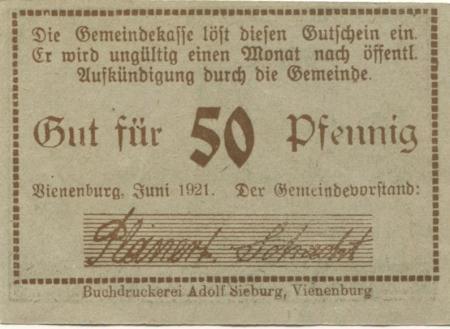 Die Gemeindekasse löst diesen Gutschein ein.
Er wird ungültig einen Monat nach öffentl.
Aufkündigung durch die Gemeinde.
Gut für 50 Pfennig
Vienenburg, Juni 1921. Der Gemeindevorstand:
Buchdruckerei Adolf Sieburg, Vienenburg